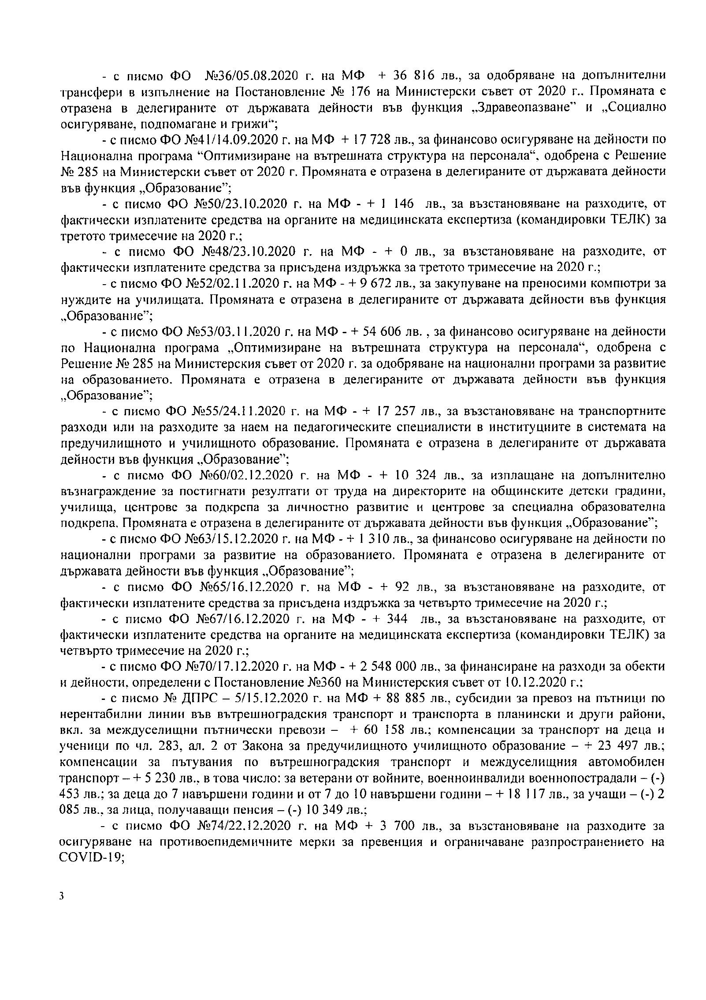 - с писмо ФО №36/05.08.2020 г. на МФ + 36 816 лв., за одобряване на допълнителни
трансфери в изпълнение на Постановление № 176 на Министерски съвет от 2020 г.. Промяната е
отразена в делегираните от държавата дейности във функция „Здравеопазване” и „Социално
осигуряване, подпомагане и грижи“;
- с писмо ФО №41/14.09.2020 г. на МФ + 17 728 лв., за финансово осигуряване на дейности по
Национална програма “Оптимизиране на вътрешната структура на персонала“, одобрена с Решение
№ 285 на Министерски съвет от 2020 г. Промяната е отразена в делегираните от държавата дейности
във функция „Образование”;
- с писмо ФО №50/23.10.2020 г. на МФ - + 1 146 лв., за възстановяване на разходите, от
фактически изплатените средства на органите на медицинската експертиза (командировки ТЕЛК) за
третото тримесечие на 2020 г.;
- с писмо ФО №48/23.10.2020 г. на МФ - + 0 лв., за възстановяване на разходите, от
фактически изплатените средства за присъдена издръжка за третото тримесечие на 2020 г.;
- с писмо ФО №52/02.11.2020 г. на МФ - + 9 672 лв., за закупуване на преносими компютри за
нуждите на училищата. Промяната е отразена в делегираните от държавата дейности във функция
„Образование”;
- с писмо ФО №53/03.11.2020 г. на МФ - + 54 606 лв. , за финансово осигуряване на дейности
по Национална програма „Оптимизиране на вътрешната структура на персонала“, одобрена с
Решение № 285 на Министерския съвет от 2020 г. за одобряване на национални програми за развитие
на образованието. Промяната е отразена в делегираните от държавата дейности във функция
„Образование”;
- с писмо ФО №55/24.11.2020 г. на МФ - + 17 257 лв., за възстановяване на транспортните
разходи или на разходите за наем на педагогическите специалисти в институциите в системата на
предучилищното и училищното образование. Промяната е отразена в делегираните от държавата
дейности във функция „Образование”;
- с писмо ФО №60/02.12.2020 г. на МФ - + 10 324 лв., за изплащане на допълнително
възнаграждение за постигнати резултати от труда на директорите на общинските детски градини,
училища, центрове за подкрепа за личностно развитие и центрове за специална образователна
подкрепа. Промяната е отразена в делегираните от държавата дейности във функция „Образование”;
- с писмо ФО №63/15.12.2020 г. на МФ - + 1 310 лв., за финансово осигуряване на дейности по
национални програми за развитие на образованието. Промяната е отразена в делегираните от
държавата дейности във функция „Образование”;
- с писмо ФО №65/16.12.2020 г. на МФ - + 92 лв., за възстановяване на разходите, от
фактически изплатените средства за присъдена издръжка за четвърто тримесечие на 2020 г.;
- с писмо ФО №67/16.12.2020 г. на МФ - + 344 лв., за възстановяване на разходите, от
фактически изплатените средства на органите на медицинската експертиза (командировки ТЕЛК) за
четвърто тримесечие на 2020 г.;
- с писмо ФО №70/17.12.2020 г. на МФ - + 2 548 000 лв., за финансиране на разходи за обекти
и дейности, определени с Постановление №360 на Министерския съвет от 10.12.2020 г.;
- с писмо № ДПРС – 5/15.12.2020 г. на МФ + 88 885 лв., субсидии за превоз на пътници по
нерентабилни линии във вътрешноградския транспорт и транспорта в планински и други райони,
вкл. за междуселищни пътнически превози – + 60 158 лв.; компенсации за транспорт на деца и
ученици по чл. 283, ал. 2 от Закона за предучилищното училищното образование – + 23 497 лв.;
компенсации за пътувания по вътрешноградския транспорт и междуселищния автомобилен
транспорт – + 5 230 лв., в това число: за ветерани от войните, военноинвалиди военнопострадали – (-)
453 лв.; за деца до 7 навършени години и от 7 до 10 навършени години – + 18 117 лв., за учащи – (-) 2
085 лв., за лица, получаващи пенсия – (-) 10 349 лв.;
- с писмо ФО №74/22.12.2020 г. на МФ + 3 700 лв., за възстановяване на разходите за
осигуряване на противоепидемичните мерки за превенция и ограничаване разпространението на
COVID-19;
3